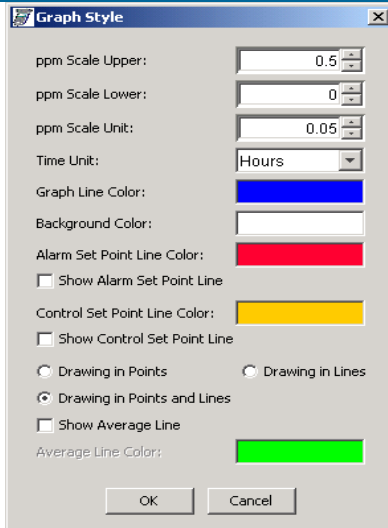 Graph Style
ppm Scale Upper: 0.5
ppm Scale Lower: 0
ppm Scale Unit: 0.05
Time Unit: Hours
Graph Line Color:
Background Color:
Alarm Set Point Line Color:
Show Alarm Set Point Line
Control Set Point Line Color:
Show Control Set Point Line
Drawing in Points Drawing in Lines
Drawing in Points and Lines
Show Average Line
Average Line Color:
OK Cancel